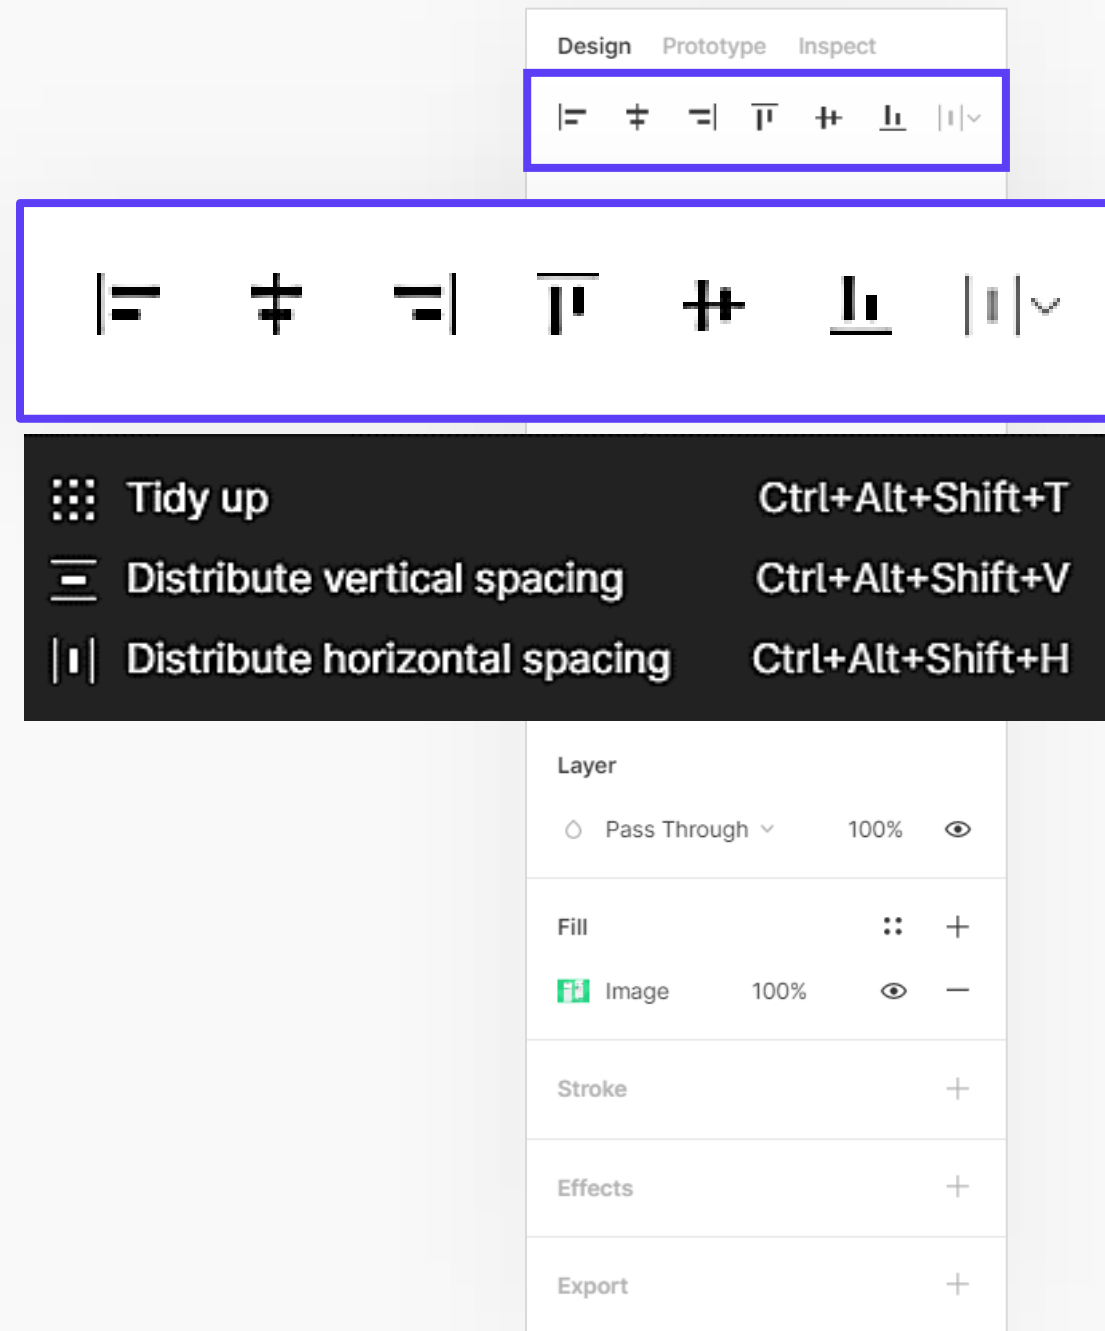 Design Prototype Inspect
Tidy up Ctrl+Alt+Shift+T
Distribute vertical spacing Ctrl+Alt+Shift+V
Distribute horizontal spacing Ctrl+Alt+Shift+H
Layer
Pass Through 100%
Fill
Image 100%
Stroke
Effects
Export